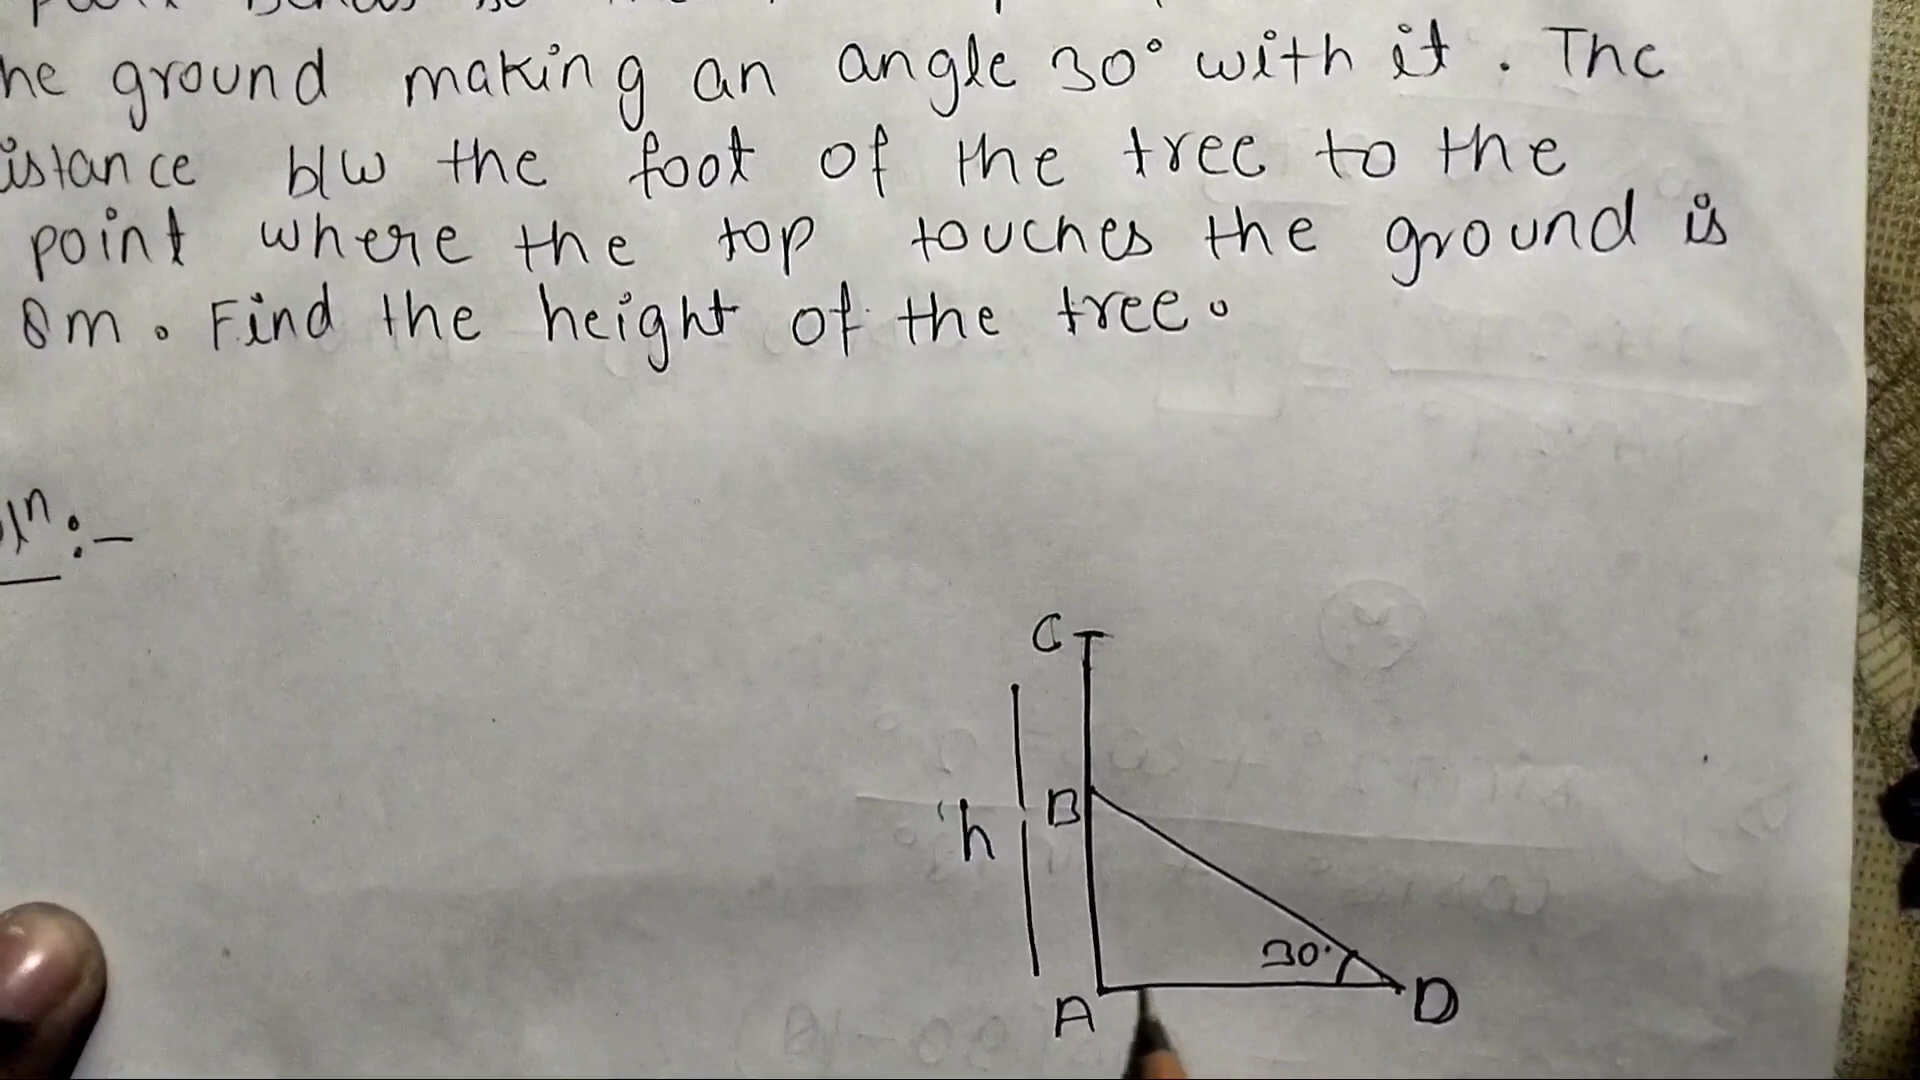 he ground making an angle 30° with it. The
istance b/w the foot of the tree to the
point where the top touches the ground is
8m. Find the height of the tree.
ln:-
C
h
B
30°
A
D